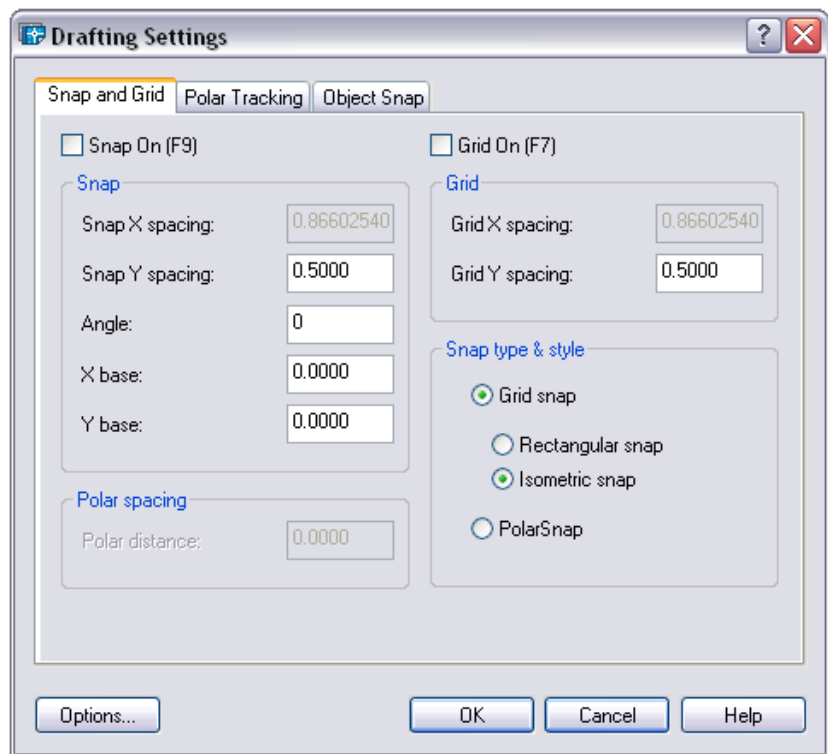 Drafting Settings
Snap and Grid
Polar Tracking
Object Snap
Snap On (F9)
Snap
Snap X spacing: 0.86602540
Snap Y spacing: 0.5000
Angle: 0
X base: 0.0000
Y base: 0.0000
Polar spacing
Polar distance: 0.0000
Grid On (F7)
Grid
Grid X spacing: 0.86602540
Grid Y spacing: 0.5000
Snap type & style
Grid snap
Rectangular snap
Isometric snap
PolarSnap
Options...
OK
Cancel
Help